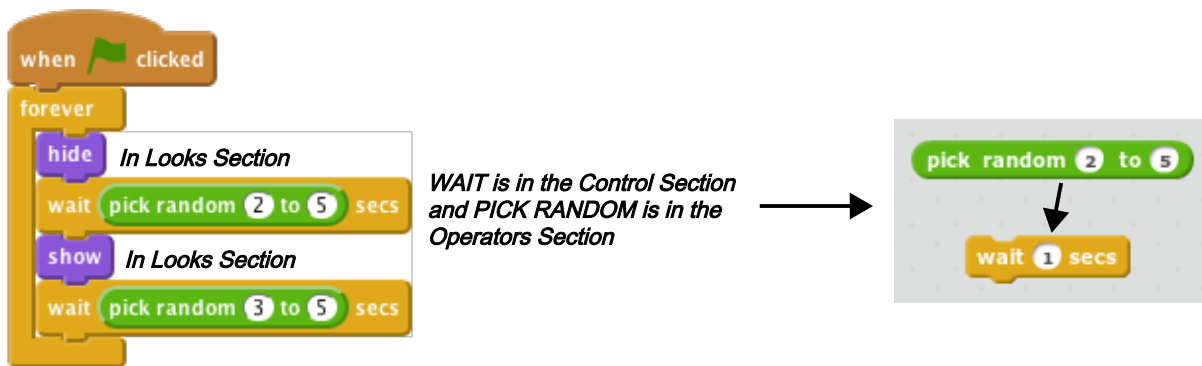 when clicked
forever
hide In Looks Section
wait pick random 2 to 5 secs
show In Looks Section
wait pick random 3 to 5 secs
WAIT is in the Control Section
and PICK RANDOM is in the
Operators Section
pick random 2 to 5
wait 1 secs